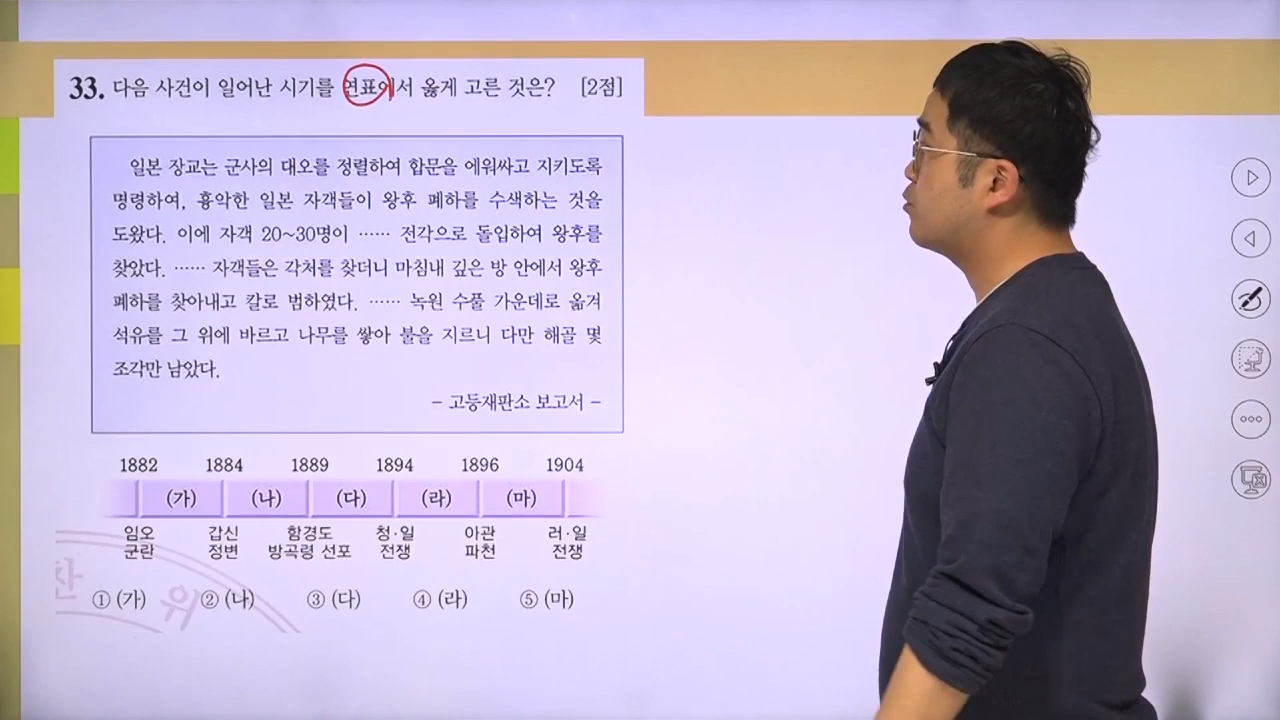 33. 다음 사건이 일어난 시기를 연표에서 옳게 고른 것은? [2점]
일본 장교는 군사의 대오를 정렬하여 합문을 에워싸고 지키도록
명령하여, 흉악한 일본 자객들이 왕후 폐하를 수색하는 것을
도왔다. 이에 자객 20~30명이 …… 전각으로 돌입하여 왕후를
찾았다. …… 자객들은 각처를 찾더니 마침내 깊은 방 안에서 왕후
폐하를 찾아내고 칼로 범하였다. …… 녹원 수풀 가운데로 옮겨
석유를 그 위에 바르고 나무를 쌓아 불을 지르니 다만 해골 몇
조각만 남았다.
- 고등재판소 보고서 -
1882 1884 1889 1894 1896 1904
(가) (나) (다) (라) (마)
임오 갑신 함경도 청·일 아관 러·일
군란 정변 방곡령 선포 전쟁 파천 전쟁
① (가) ② (나) ③ (다) ④ (라) ⑤ (마)
위